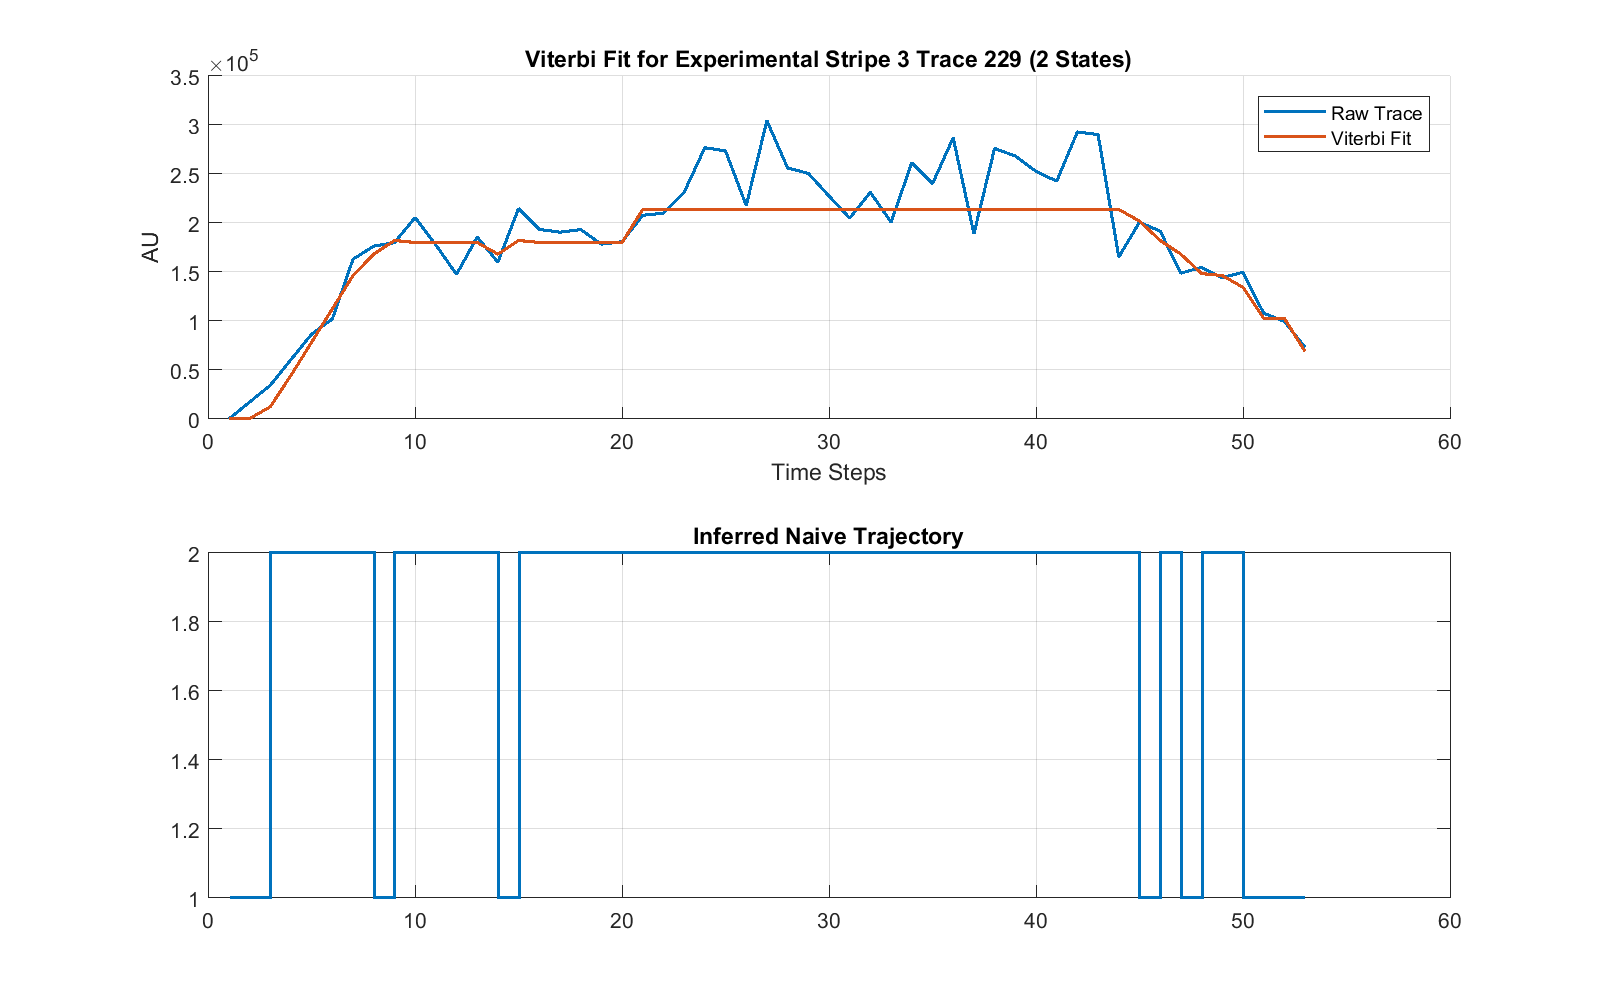 ×10^5
Viterbi Fit for Experimental Stripe 3 Trace 229 (2 States)
3.5
3
2.5
2
1.5
1
0.5
0
AU
Raw Trace
Viterbi Fit
0 10 20 30 40 50 60
Time Steps
Inferred Naive Trajectory
2
1.8
1.6
1.4
1.2
1
0 10 20 30 40 50 60